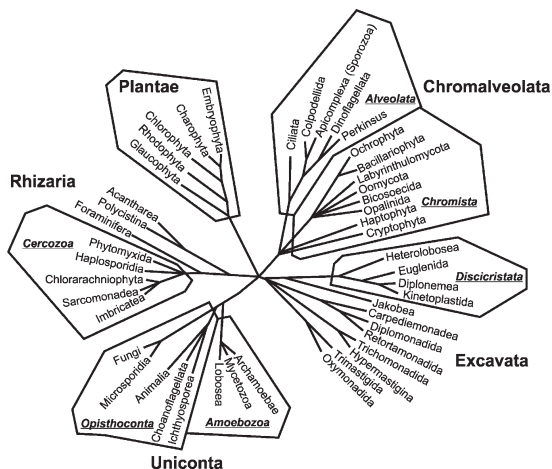 Plantae
Embryophyta
Charophyta
Chlorophyta
Rhodophyta
Glaucophyta
Chromalveolata
Ciliata
Colpodellida
Apicomplexa (Sporozoa)
Dinoflagellata
Perkinsus
Alveolata
Ochrophyta
Bacillariophyta
Labyrinthulomycota
Oomycota
Bicosoecida
Opalinida
Haptophyta
Cryptophyta
Chromista
Rhizaria
Acantharea
Polycistina
Foraminifera
Cercozoa
Phytomyxida
Haplosporidia
Chlorarachniophyta
Sarcomonadea
Imbricatea
Heterolobosea
Euglenida
Diplonemea
Kinetoplastida
Discicristata
Jakobea
Carpediemonadea
Diplomonadida
Retortamonadida
Trichomonadida
Hypermastigina
Trimastigida
Oxymonadida
Excavata
Fungi
Microsporidia
Animalia
Choanoflagellata
Ichthyosporea
Opisthoconta
Lobosea
Mycetozoa
Archamoebae
Amoebozoa
Uniconta